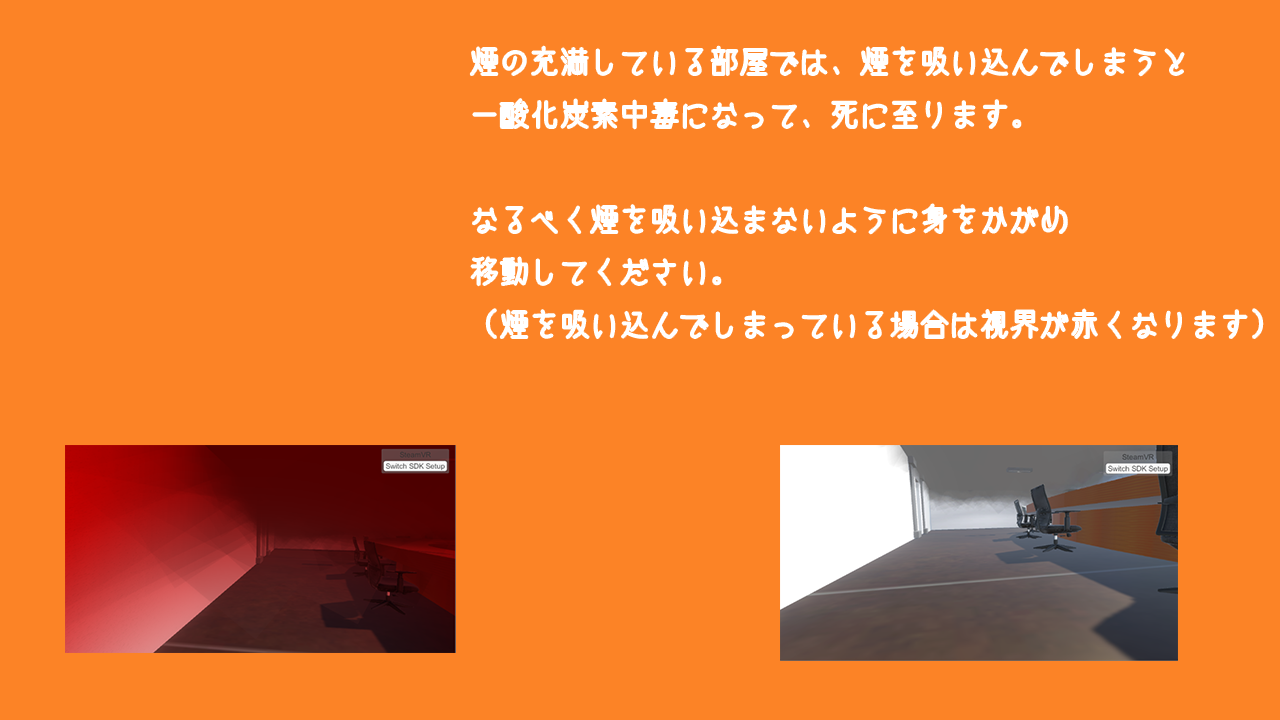 煙の充満している部屋では、煙を吸い込んでしまうと
一酸化炭素中毒になって、死に至ります。
なるべく煙を吸い込まないように身をかがめ
移動してください。
（煙を吸い込んでしまっている場合は視界が赤くなります）
SteamVR
Switch SDK Setup
SteamVR
Switch SDK Setup